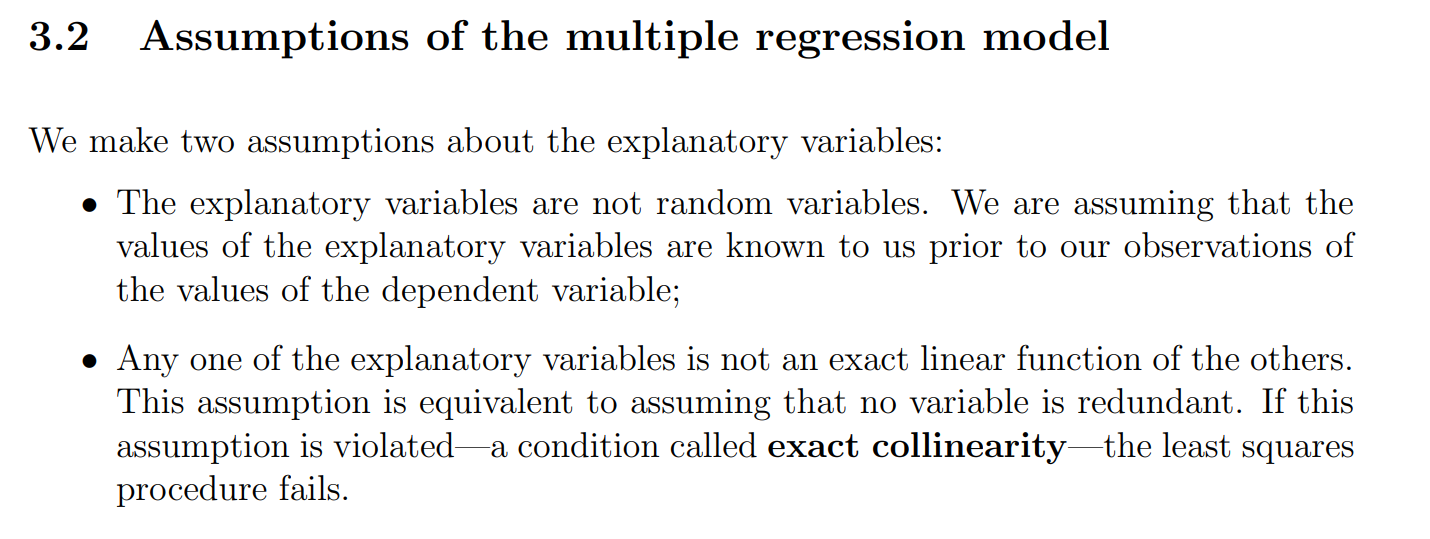 3.2 Assumptions of the multiple regression model
We make two assumptions about the explanatory variables:
• The explanatory variables are not random variables. We are assuming that the
values of the explanatory variables are known to us prior to our observations of
the values of the dependent variable;
• Any one of the explanatory variables is not an exact linear function of the others.
This assumption is equivalent to assuming that no variable is redundant. If this
assumption is violated—a condition called exact collinearity—the least squares
procedure fails.